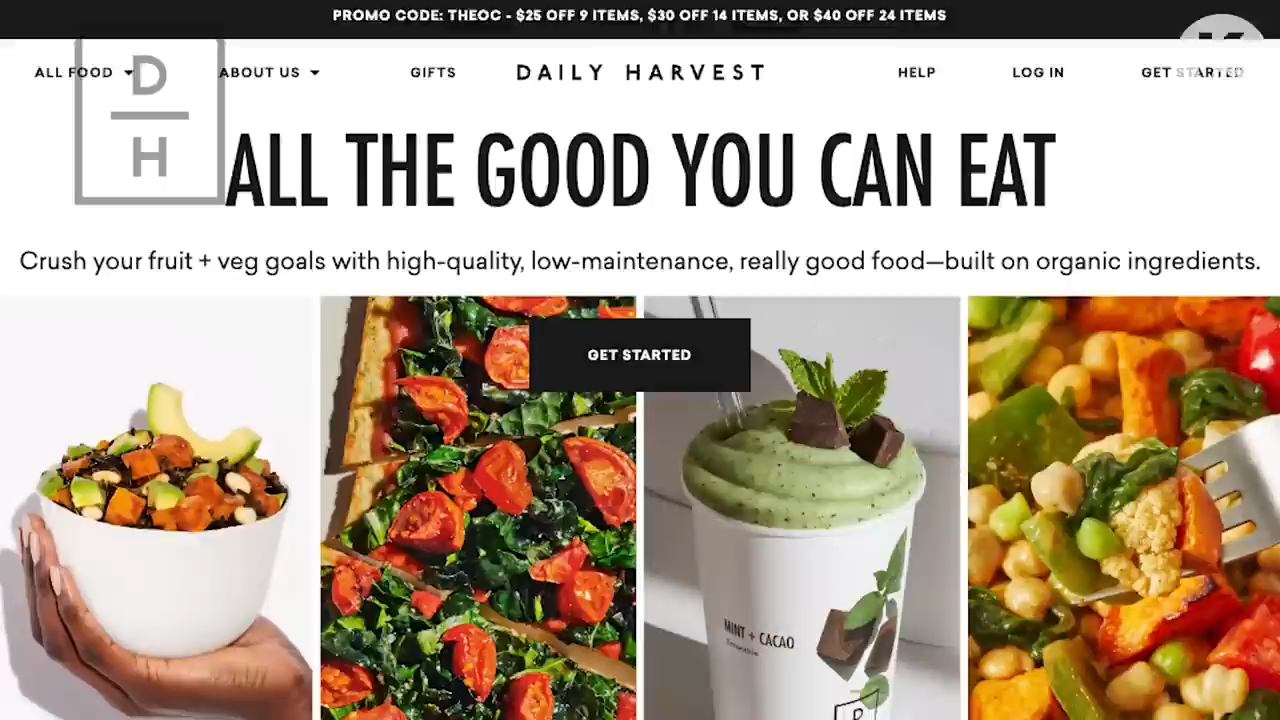 PROMO CODE: THEOC - $25 OFF 9 ITEMS, $30 OFF 14 ITEMS, OR $40 OFF 24 ITEMS
ALL FOOD
ABOUT US
GIFTS
DAILY HARVEST
HELP
LOG IN
GET STARTED
D
H
ALL THE GOOD YOU CAN EAT
Crush your fruit + veg goals with high-quality, low-maintenance, really good food—built on organic ingredients.
GET STARTED
MINT + CACAO